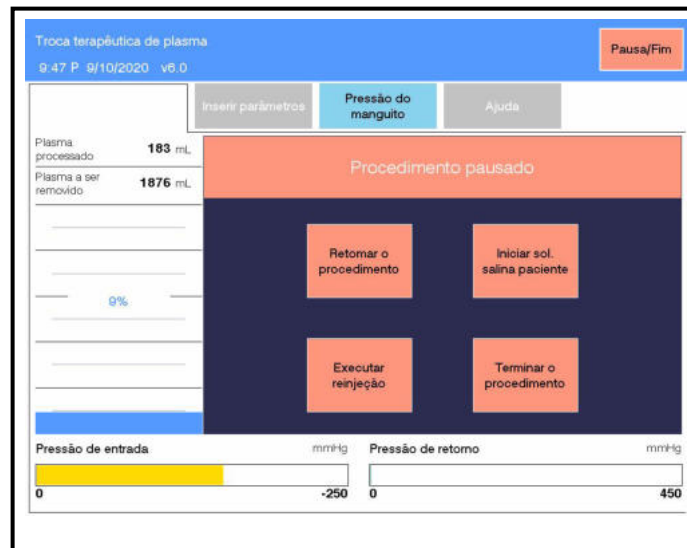 Troca terapêutica de plasma
9:47 P 9/10/2020 v6.0
Pausa/Fim
Inserir parâmetros
Pressão do
manguito
Ajuda
Plasma
processado 183 mL
Plasma a ser
removido 1876 mL
Procedimento pausado
Retomar o
procedimento
Iniciar sol.
salina paciente
9%
Executar
reinjeção
Terminar o
procedimento
Pressão de entrada mmHg
0 -250
Pressão de retorno mmHg
0 450